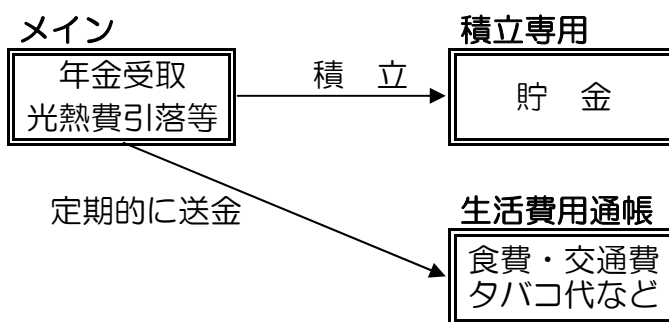 メイン
年金受取
光熱費引落等
積　立
積立専用
貯　金
定期的に送金
生活費用通帳
食費・交通費
タバコ代など